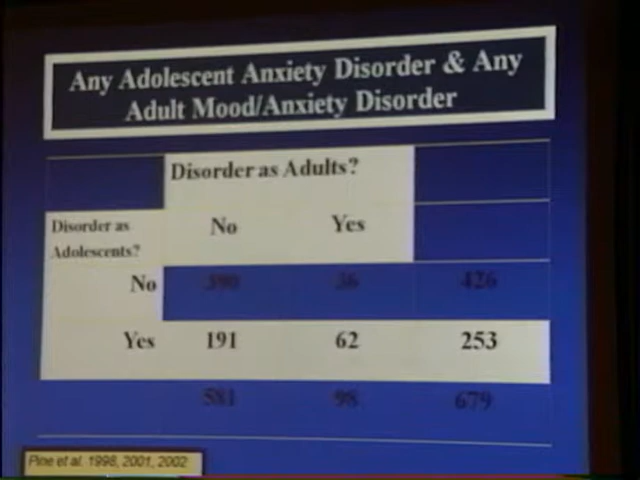 Any Adolescent Anxiety Disorder & Any
Adult Mood/Anxiety Disorder
Disorder as Adults?
Disorder as
Adolescents?
No Yes
No 390 36 426
Yes 191 62 253
581 98 679
Pine et al. 1998, 2001, 2002